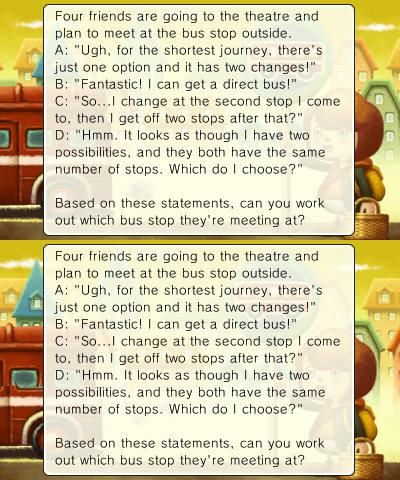 Four friends are going to the theatre and
plan to meet at the bus stop outside.
A: "Ugh, for the shortest journey, there's
just one option and it has two changes!"
B: "Fantastic! I can get a direct bus!"
C: "So...I change at the second stop I come
to, then I get off two stops after that?"
D: "Hmm. It looks as though I have two
possibilities, and they both have the same
number of stops. Which do I choose?"
Based on these statements, can you work
out which bus stop they're meeting at?
Four friends are going to the theatre and
plan to meet at the bus stop outside.
A: "Ugh, for the shortest journey, there's
just one option and it has two changes!"
B: "Fantastic! I can get a direct bus!"
C: "So...I change at the second stop I come
to, then I get off two stops after that?"
D: "Hmm. It looks as though I have two
possibilities, and they both have the same
number of stops. Which do I choose?"
Based on these statements, can you work
out which bus stop they're meeting at?